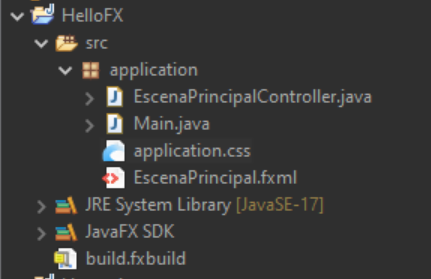 HelloFX
src
application
EscenaPrincipalController.java
Main.java
application.css
EscenaPrincipal.fxml
JRE System Library [JavaSE-17]
JavaFX SDK
build.fxbuild